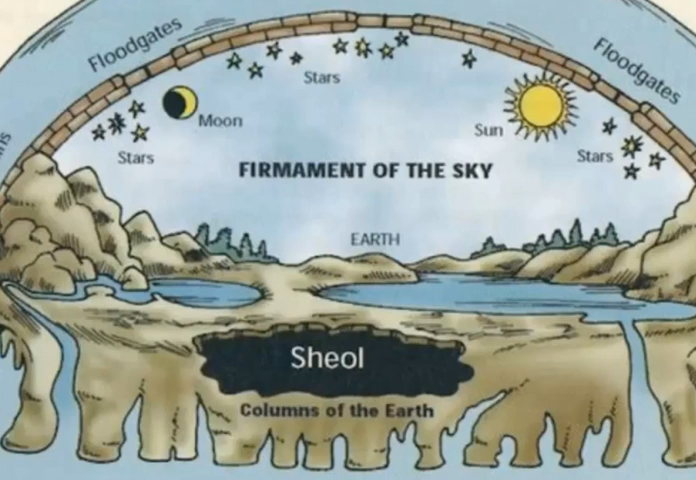 Floodgates
Floodgates
Stars
Moon
Sun
Stars
Stars
FIRMAMENT OF THE SKY
EARTH
Sheol
Columns of the Earth